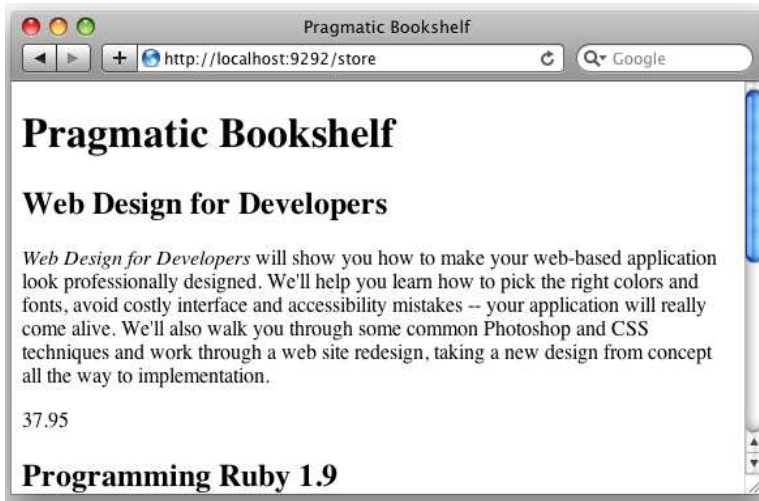 Pragmatic Bookshelf
http://localhost:9292/store
Google
Pragmatic Bookshelf
Web Design for Developers
Web Design for Developers will show you how to make your web-based application
look professionally designed. We'll help you learn how to pick the right colors and
fonts, avoid costly interface and accessibility mistakes -- your application will really
come alive. We'll also walk you through some common Photoshop and CSS
techniques and work through a web site redesign, taking a new design from concept
all the way to implementation.
37.95
Programming Ruby 1.9